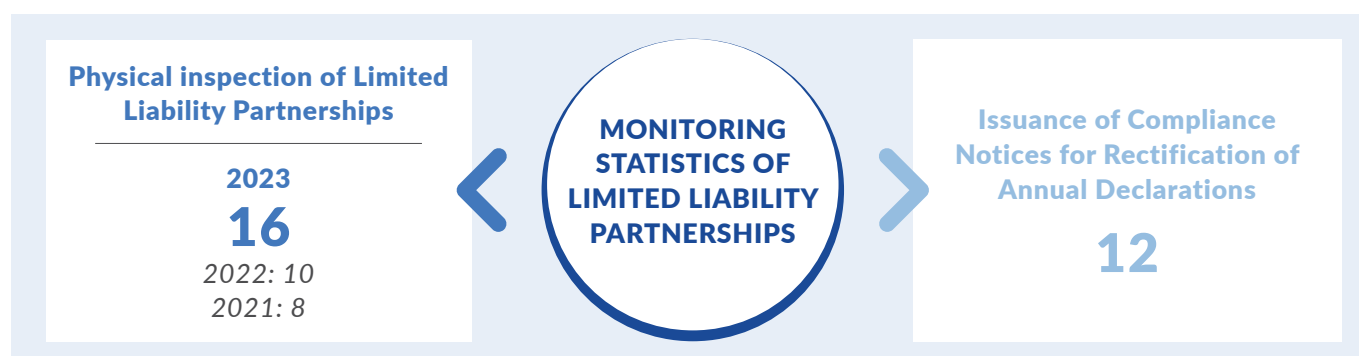 Physical inspection of Limited
Liability Partnerships
2023
16
2022: 10
2021: 8
MONITORING
STATISTICS OF
LIMITED LIABILITY
PARTNERSHIPS
Issuance of Compliance
Notices for Rectification of
Annual Declarations
12